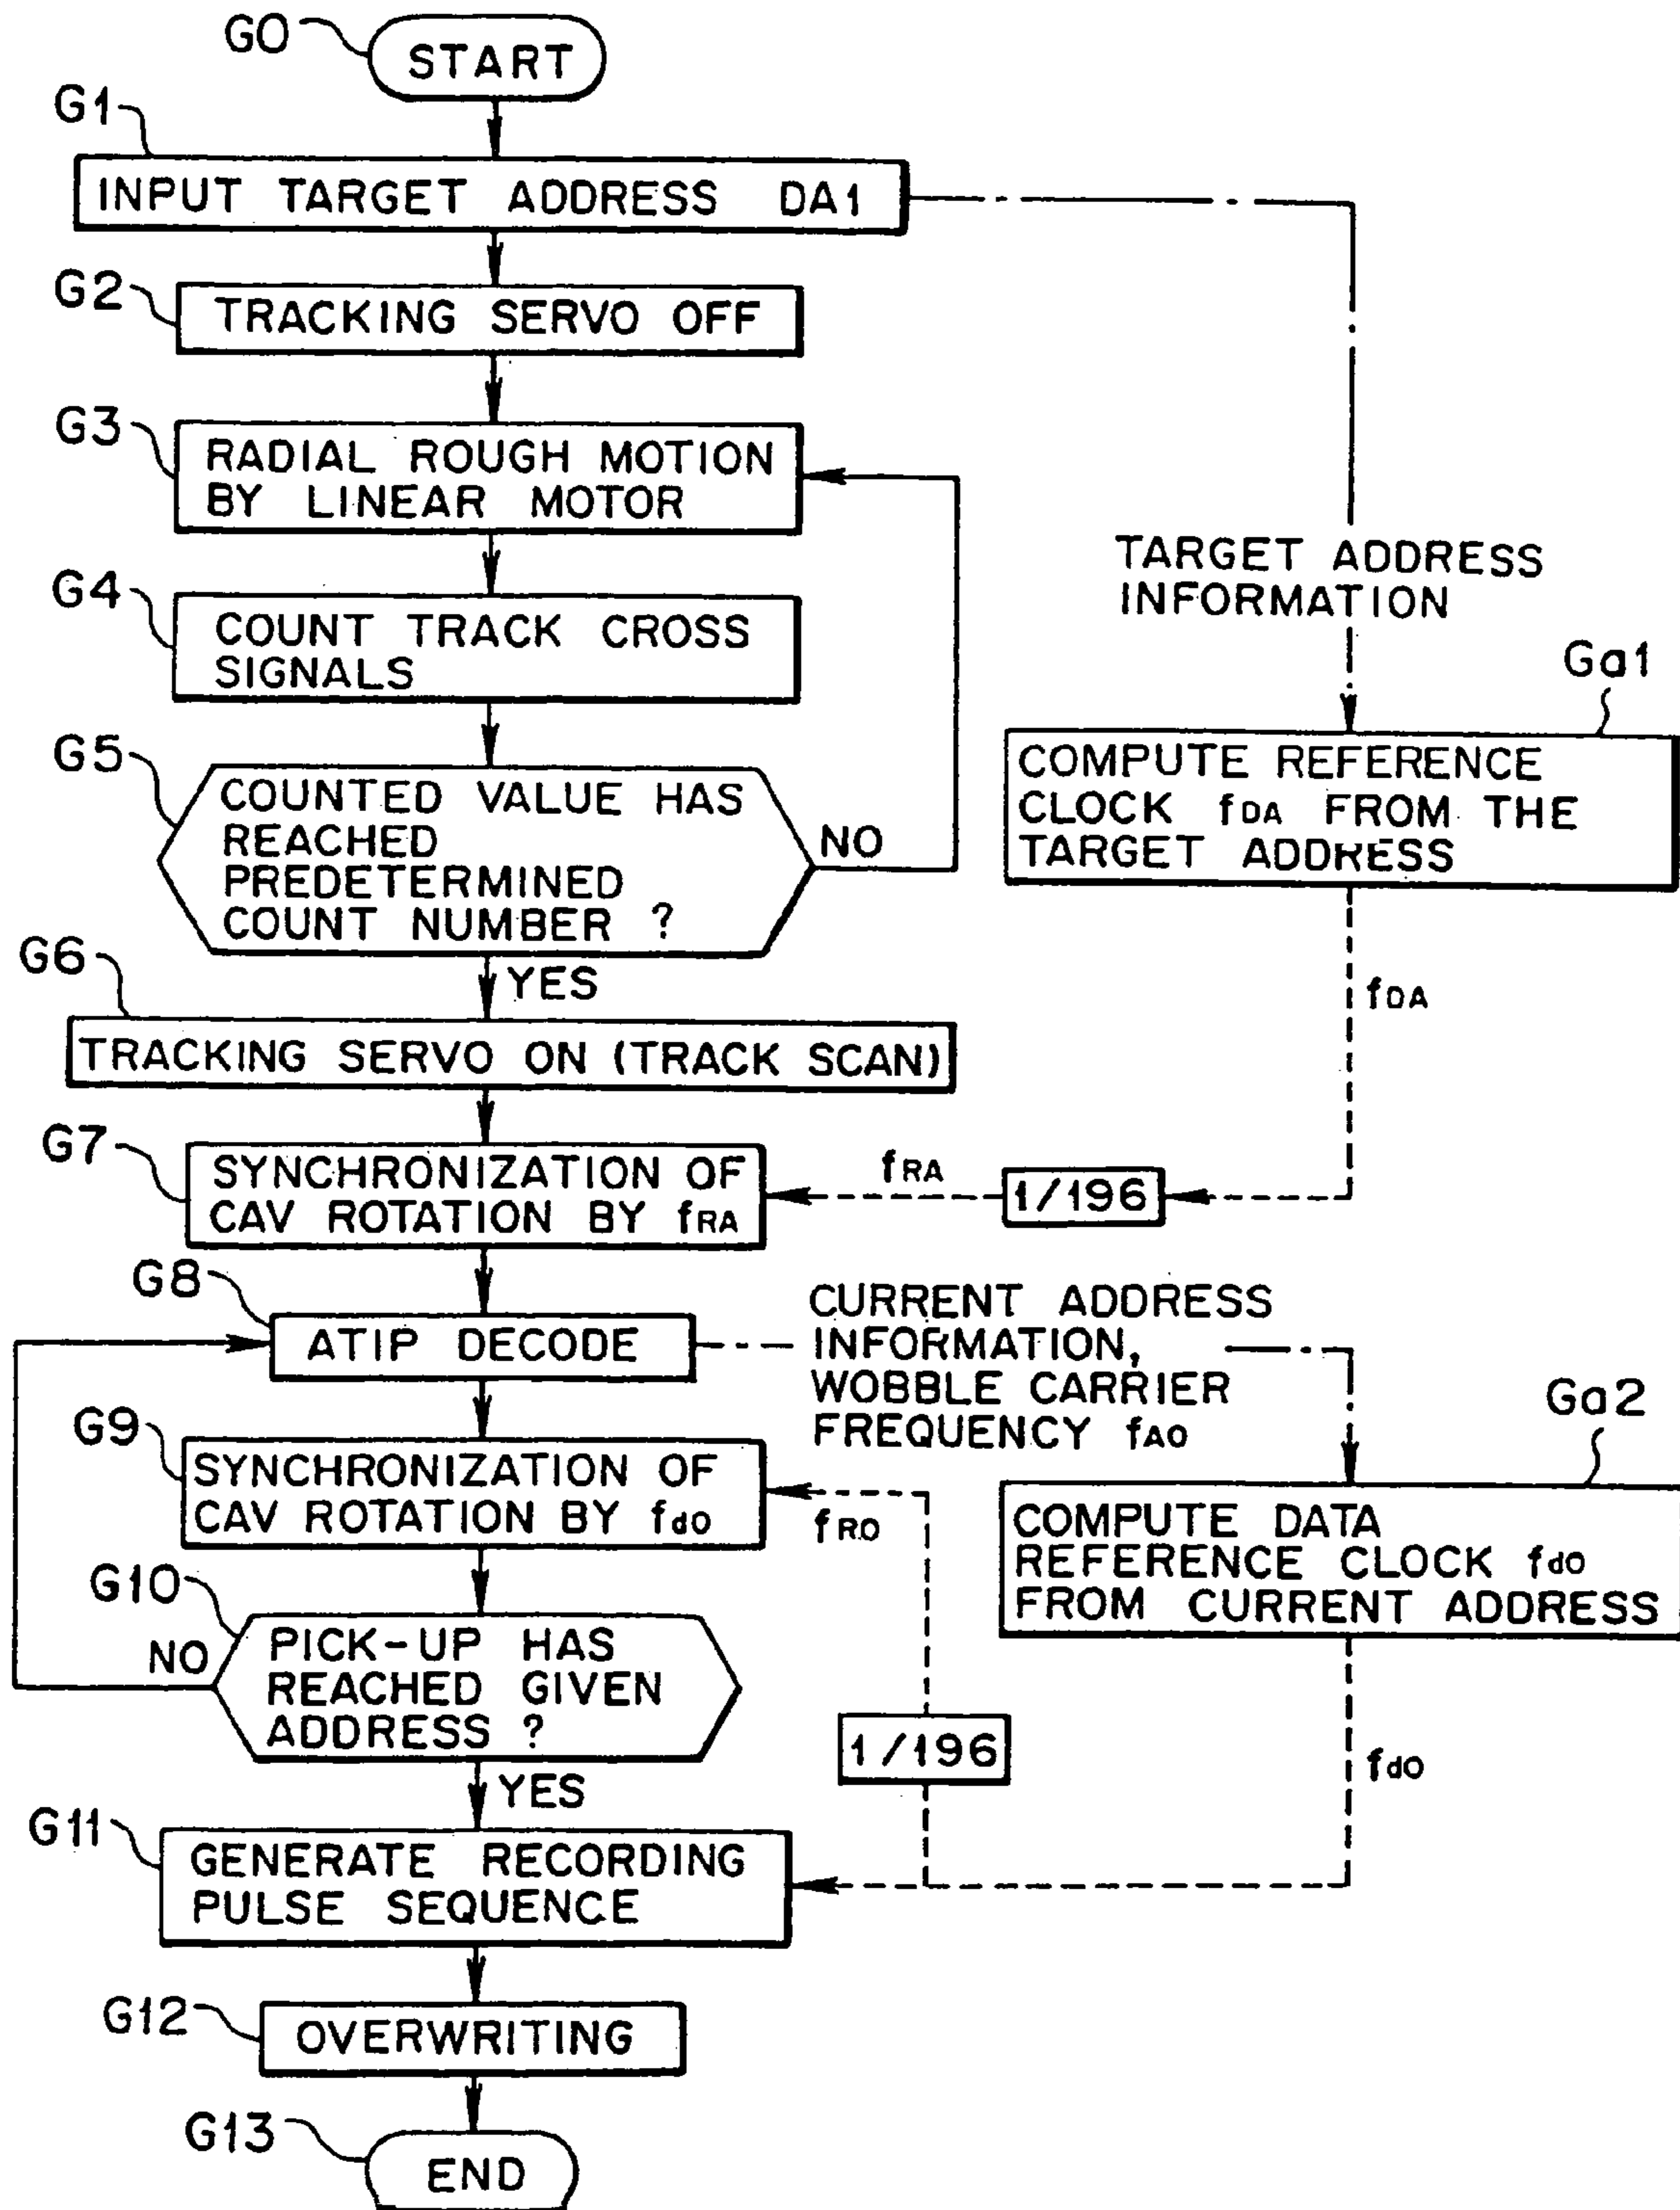 G0
START
G1
INPUT TARGET ADDRESS DA1
G2
TRACKING SERVO OFF
G3
RADIAL ROUGH MOTION
BY LINEAR MOTOR
G4
COUNT TRACK CROSS
SIGNALS
TARGET ADDRESS
INFORMATION
Ga1
COMPUTE REFERENCE
CLOCK fDA FROM THE
TARGET ADDRESS
G5
COUNTED VALUE HAS
REACHED
PREDETERMINED
COUNT NUMBER ?
NO
YES
fDA
G6
TRACKING SERVO ON (TRACK SCAN)
G7
SYNCHRONIZATION OF
CAV ROTATION BY fRA
fRA
1/196
G8
ATIP DECODE
CURRENT ADDRESS
INFORMATION,
WOBBLE CARRIER
FREQUENCY fAO
Ga2
COMPUTE DATA
REFERENCE CLOCK fdO
FROM CURRENT ADDRESS
G9
SYNCHRONIZATION OF
CAV ROTATION BY fdO
fRO
G10
PICK-UP HAS
REACHED GIVEN
ADDRESS ?
NO
YES
1/196
fdO
G11
GENERATE RECORDING
PULSE SEQUENCE
G12
OVERWRITING
G13
END